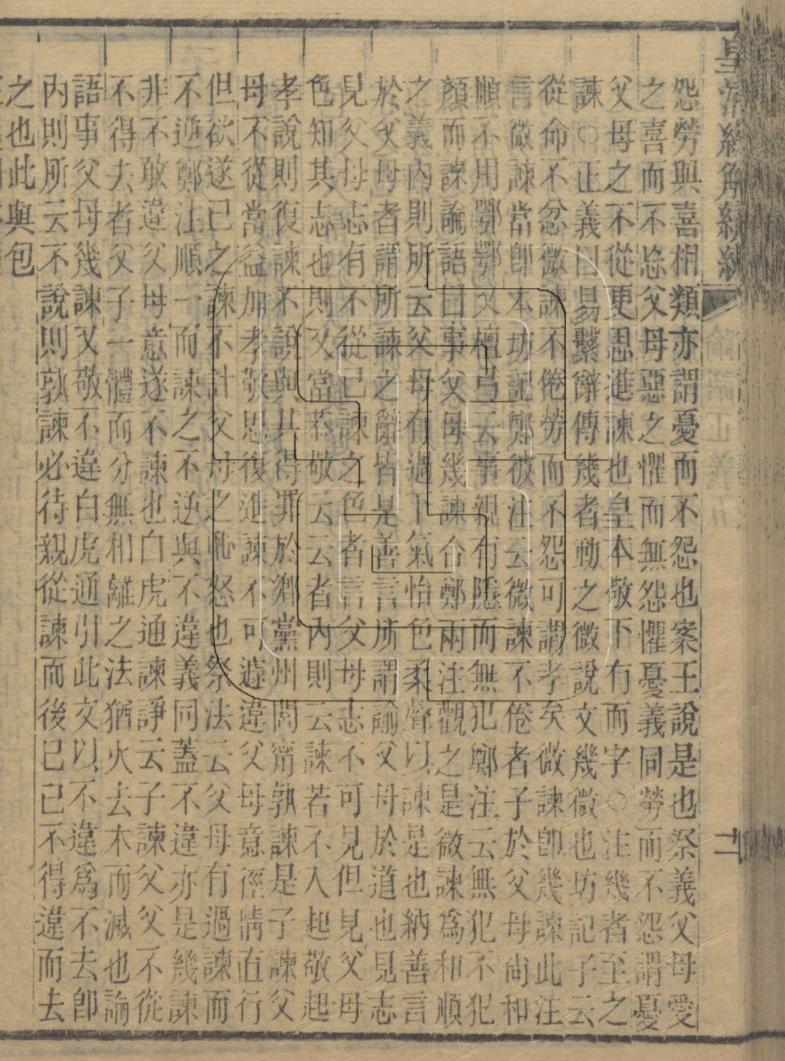 皇清經解續編
論語正義五
二
怨勞與喜相類亦謂憂而不怨也案王說是也祭義父母愛
之喜而不忘父母惡之懼而無怨懼憂義同勞而不怨謂憂
父母之不從更思進諫也皇本敬下有而字○注幾者至之
諫○正義曰易繫辭傳幾者動之微說文幾微也坊記子云
從命不忿微諫不倦勞而不怨可謂孝矣微諫卽幾諫此注
言微諫當卽本坊記鄭彼注云微諫不倦者子於父母尙和
順不用鄂鄂又檀弓云事親有隱而無犯鄭注云無犯不犯
顏而諫論語曰事父母幾諫合鄭兩注觀之是微諫爲和順
之義內則所云父母有過下氣怡色柔聲以諫是也納善言
於父母者謂所諫之辭皆是善言所謂諭父母於道也見志
見父母志有不從已諫之色者言父母志不可見但見父母
色知其志也則又當恭敬云云者內則云諫若不入起敬起
孝說則復諫不說與其得罪於鄉黨州閭甯孰諫是子諫父
母不從當益加孝敬思復進諫不可遽違父母意徑情直行
但欲遂已之諫不計父母之恥怒也祭法云父母有過諫而
不逆鄭注順一而諫之不逆與不違義同蓋不違亦是幾諫
非不敢違父母意遂不諫也白虎通諫諍云子諫父父不從
不得去者父子一體而分無相離之法猶火去木而滅也論
語事父母幾諫又敬不違白虎通引此文以不違爲不去卽
內則所云不說則孰諫必待親從諫而後已已不得違而去
之也此與包